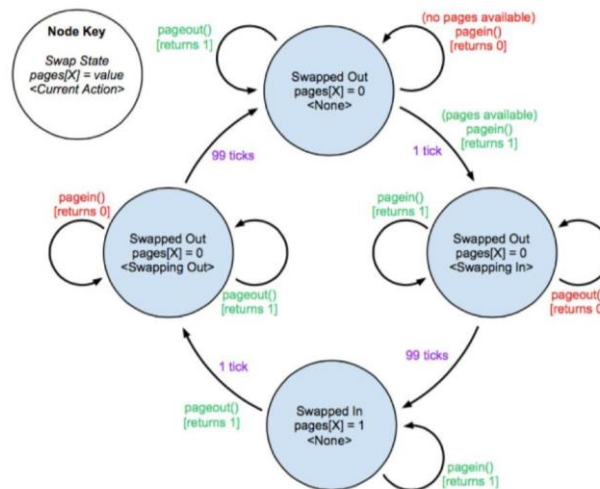 Node Key
Swap State
pages[X] = value
<Current Action>
pageout()
[returns 1]
(no pages available)
pagein()
[returns 0]
Swapped Out
pages[X] = 0
<None>
(pages available)
pagein()
[returns 1]
99 ticks
1 tick
pagein()
[returns 0]
Swapped Out
pages[X] = 0
<Swapping Out>
pageout()
[returns 1]
pagein()
[returns 1]
Swapped Out
pages[X] = 0
<Swapping In>
pageout()
[returns 0
1 tick
99 ticks
pageout()
[returns 1]
Swapped In
pages[X] = 1
<None>
pagein()
[returns 1]